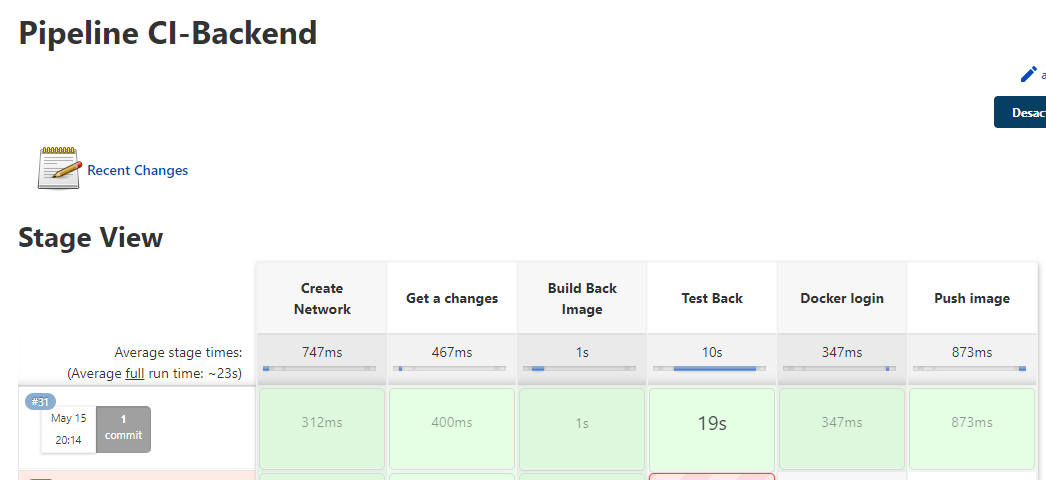 Pipeline CI-Backend
a
Desac
Recent Changes
Stage View
Create
Network
Get a changes
Build Back
Image
Test Back
Docker login
Push image
Average stage times:
(Average full run time: ~23s)
747ms
467ms
1s
10s
347ms
873ms
#31
May 15
20:14
1
commit
312ms
400ms
1s
19s
347ms
873ms